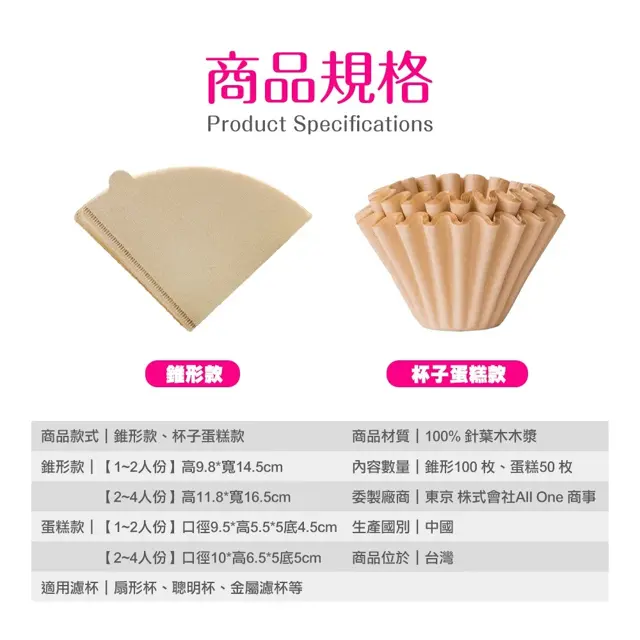 商品規格
Product Specifications
錐形款
杯子蛋糕款
商品款式｜錐形款、杯子蛋糕款
商品材質｜100% 針葉木木漿
錐形款｜【1~2人份】高9.8*寬14.5cm
內容數量｜錐形100 枚、蛋糕50 枚
【2~4人份】高11.8*寬16.5cm
委製廠商｜東京 株式會社All One 商事
蛋糕款｜【1~2人份】口徑9.5*高5.5*5底4.5cm
生產國別｜中國
【2~4人份】口徑10*高6.5*5底5cm
商品位於｜台灣
適用濾杯｜扇形杯、聰明杯、金屬濾杯等